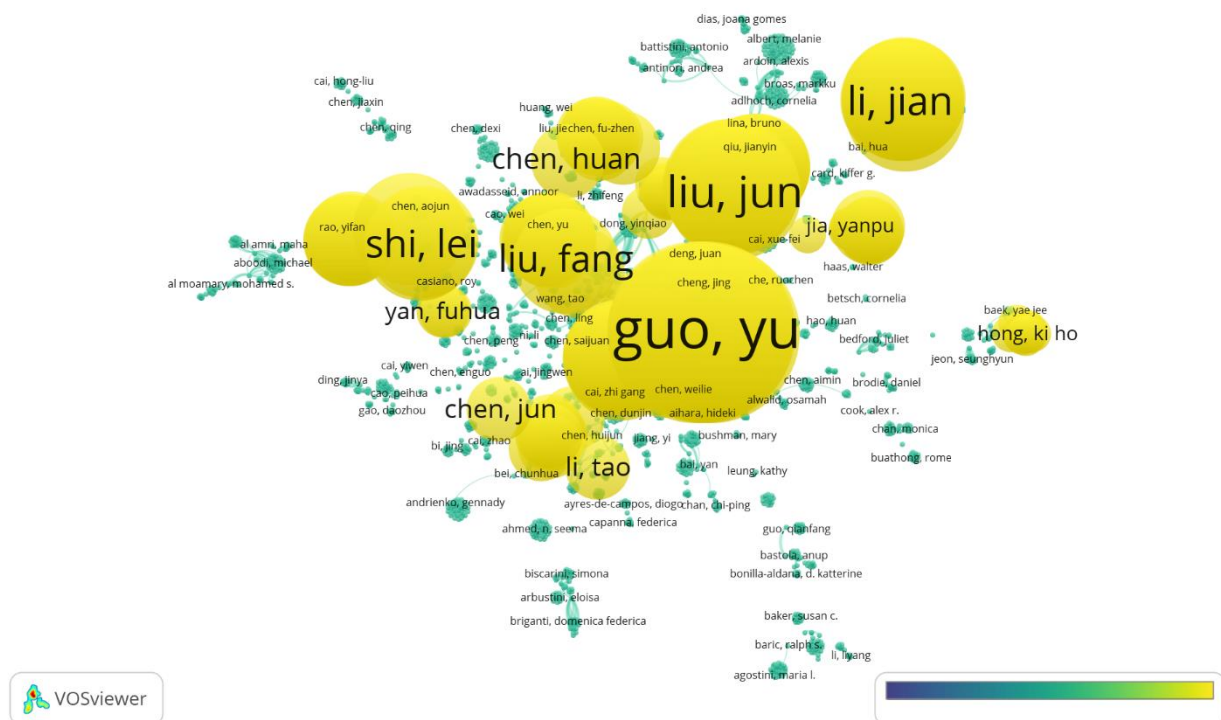 dias, joana gomes
albert, melanie
battistini, antonio
ardoin, alexis
antinori, andrea
broas, markku
cai, hong-liu
adlhoch, cornelia
li, jian
chen, jiaxin
huang, wei
lina, bruno
chen, qing
chen, dexi
liu, jie
chen, fu-zhen
qiu, jianyin
bai, hua
chen, huan
card, kiffer g.
awadasseid, annoor
li, zhifeng
liu, jun
chen, aojun
cao, wei
rao, yifan
chen, yu
dong, yinqiao
jia, yanpu
al amri, maha
shi, lei
cai, xue-fei
aboodi, michael
liu, fang
deng, juan
haas, walter
al moamary, mohamed s.
casiano, roy
cheng, jing
che, ruochen
wang, tao
betsch, cornelia
yan, fuhua
baek, yae jee
chen, ling
guo, yu
hao, huan
hong, ki ho
chen, peng
ni, li
chen, saijuan
bedford, juliet
jeon, seunghyun
cai, yiwen
chen, enguo
ai, jingwen
ding, jinya
chen, aimin
brodie, daniel
cao, peihua
cai, zhi gang
chen, weilie
alwalid, osamah
gao, daozhou
chen, jun
chen, dunjin
aihara, hideki
cook, alex r.
chan, monica
bi, jing
cai, zhao
chen, huijun
jiang, yi
bushman, mary
buathong, rome
bei, chunhua
li, tao
bai, yan
leung, kathy
andrienko, gennady
ayres-de-campos, diogo
chan, chi-ping
capanna, federica
ahmed, n. seema
guo, qianfang
bastola, anup
biscarini, simona
bonilla-aldana, d. katterine
arbustini, eloisa
briganti, domenica federica
baker, susan c.
baric, ralph s.
li, liyang
agostini, maria l.
VOSviewer